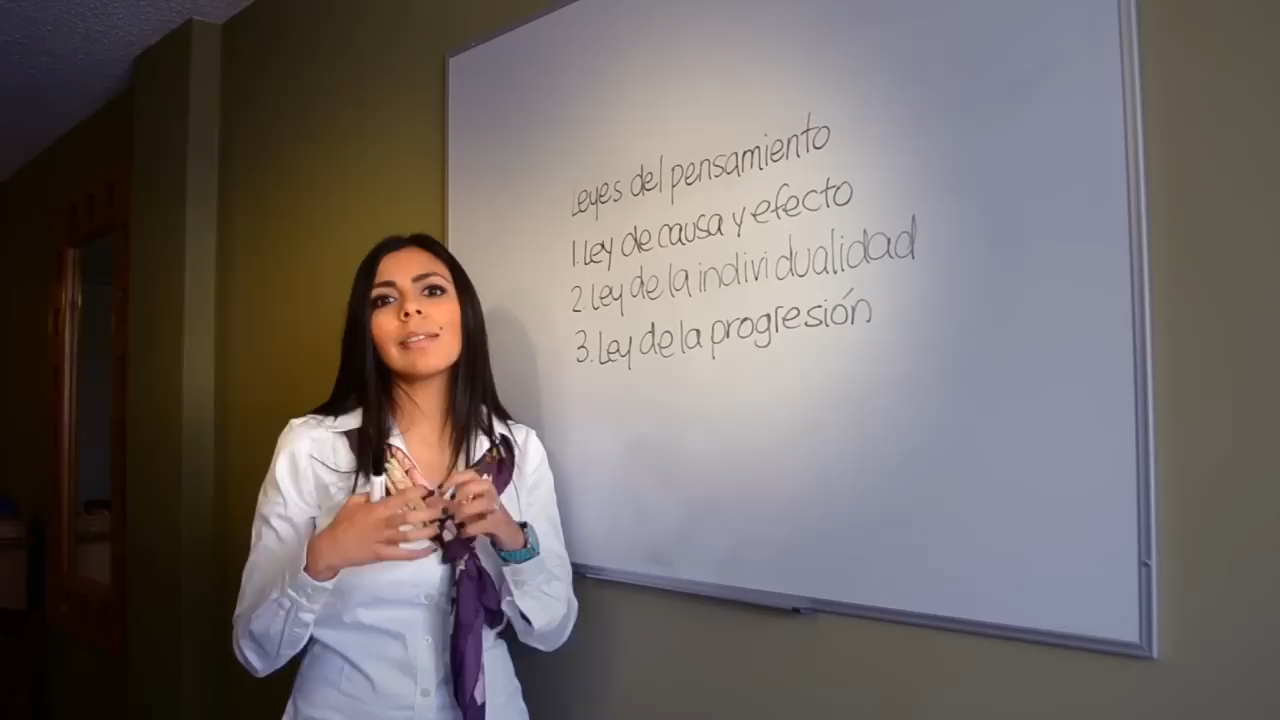 Leyes del pensamiento
1. Ley de causa y efecto
2. Ley de la individualidad
3. Ley de la progresión